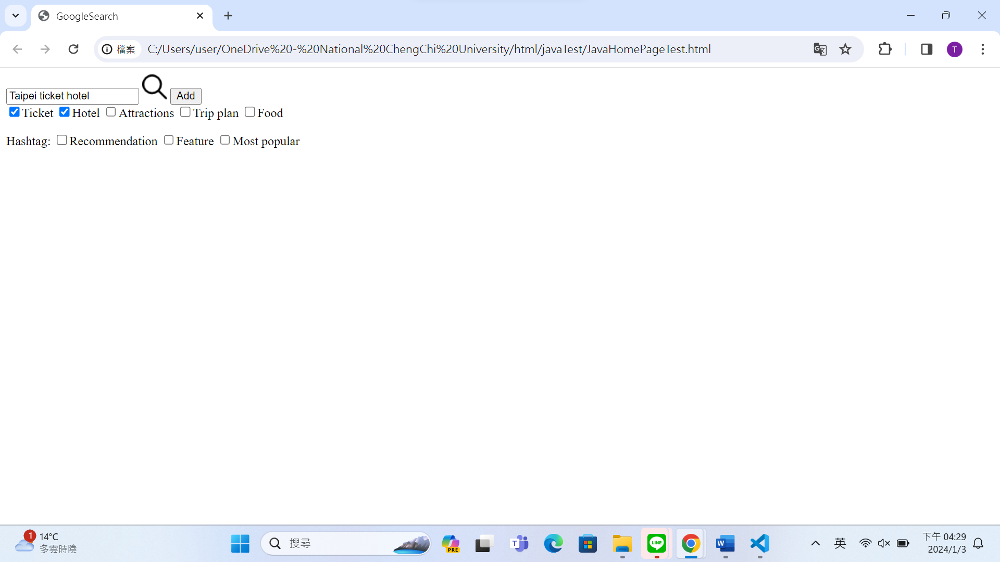 GoogleSearch
檔案 C:/Users/user/OneDrive%20-%20National%20ChengChi%20University/html/javaTest/JavaHomePageTest.html
T
Taipei ticket hotel Add
Ticket Hotel Attractions Trip plan Food
Hashtag: Recommendation Feature Most popular
1 14°C
多雲時陰
搜尋
PRE
T
LINE
W
英
下午 04:29
2024/1/3